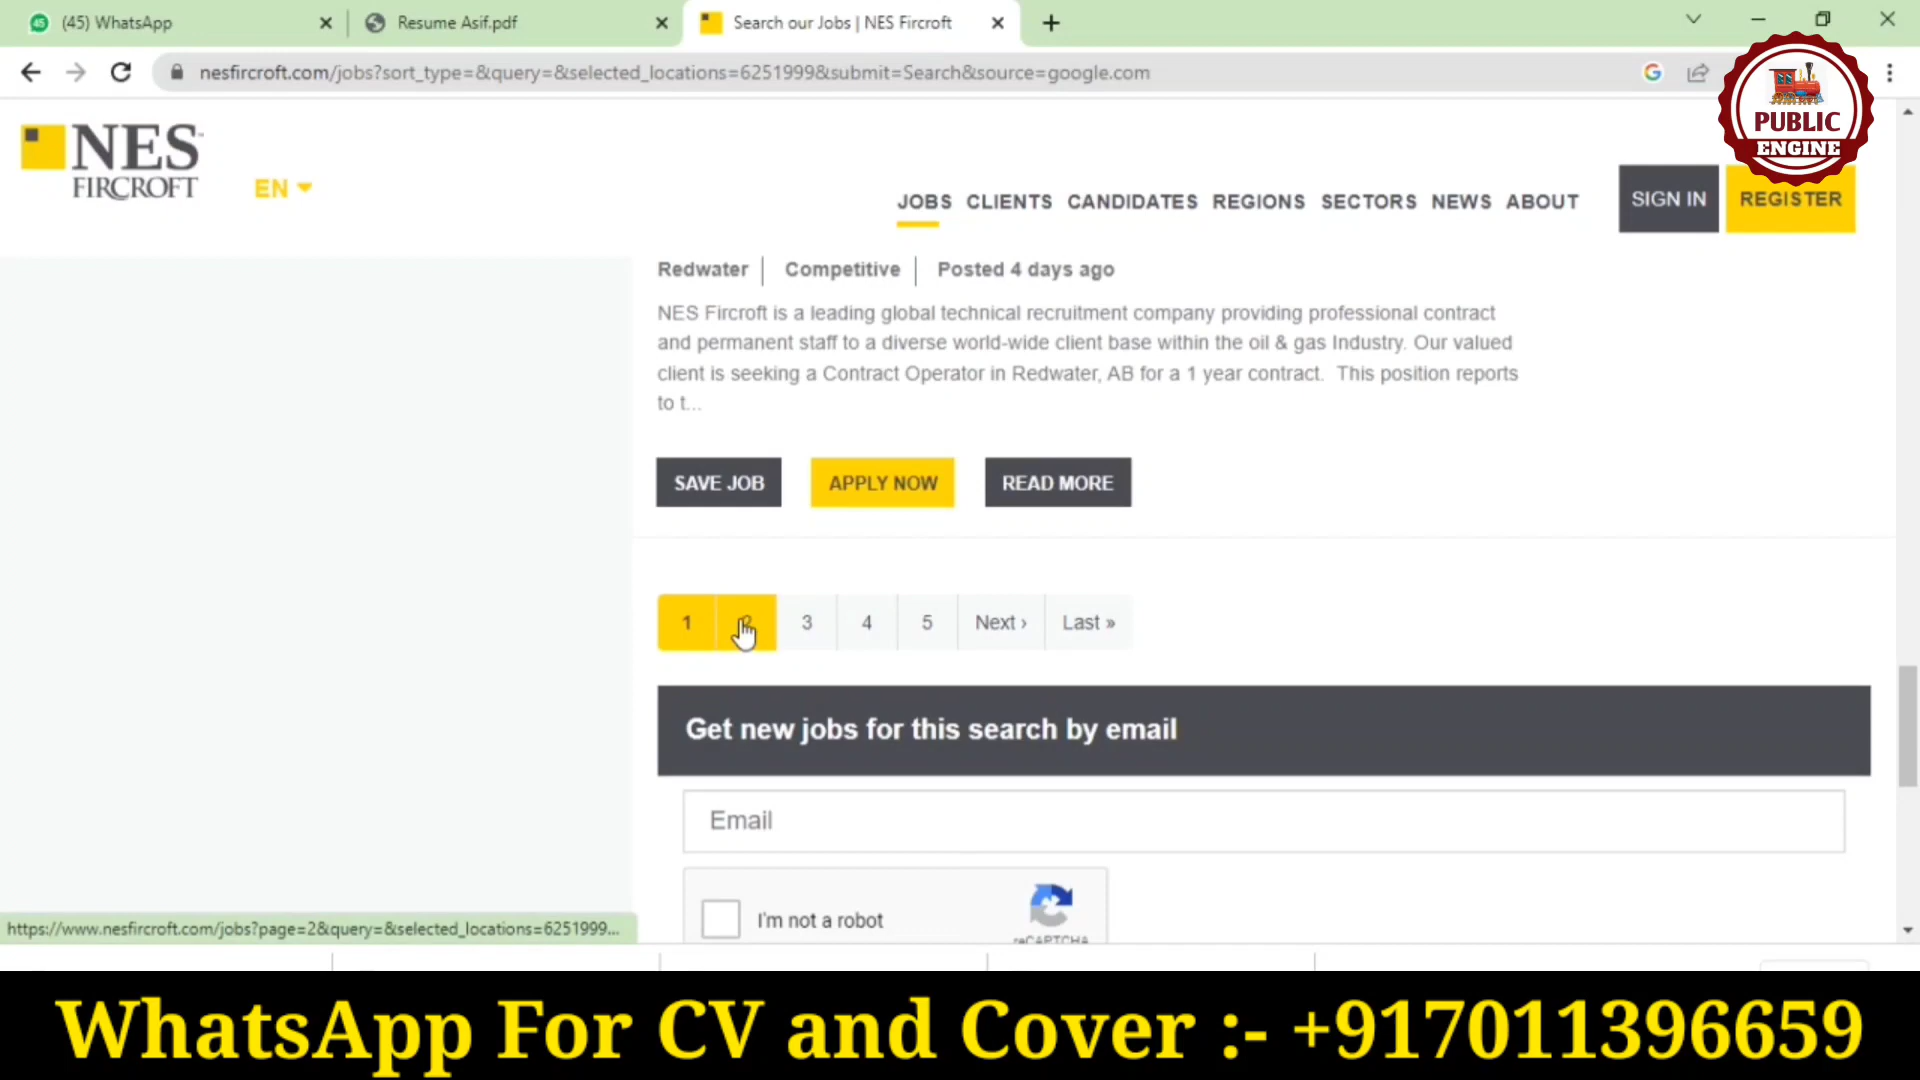 (45) WhatsApp
Resume Asif.pdf
Search our Jobs | NES Fircroft
nesfircroft.com/jobs?sort_type=&query=&selected_locations=6251999&submit=Search&source=google.com
PUBLIC
ENGINE
NES
FIRCROFT
EN
JOBS CLIENTS CANDIDATES REGIONS SECTORS NEWS ABOUT
SIGN IN
REGISTER
Redwater | Competitive | Posted 4 days ago
NES Fircroft is a leading global technical recruitment company providing professional contract
and permanent staff to a diverse world-wide client base within the oil & gas Industry. Our valued
client is seeking a Contract Operator in Redwater, AB for a 1 year contract. This position reports
to t...
SAVE JOB
APPLY NOW
READ MORE
1 2 3 4 5 Next › Last »
Get new jobs for this search by email
Email
I'm not a robot
reCAPTCHA
https://www.nesfircroft.com/jobs?page=2&query=&selected_locations=6251999...
WhatsApp For CV and Cover :- +917011396659